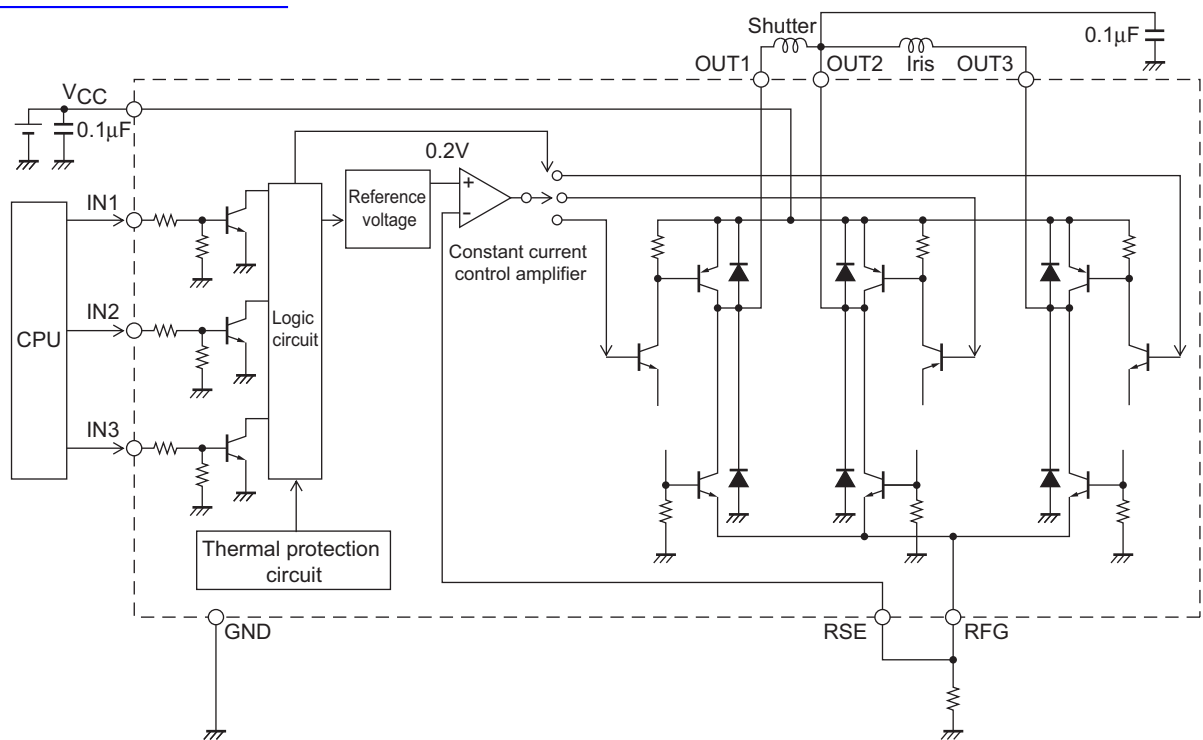 Shutter
0.1μF
OUT1
OUT2
Iris
OUT3
VCC
0.1μF
0.2V
IN1
Reference
voltage
+
-
Constant current
control amplifier
IN2
CPU
Logic
circuit
IN3
Thermal protection
circuit
GND
RSE
RFG